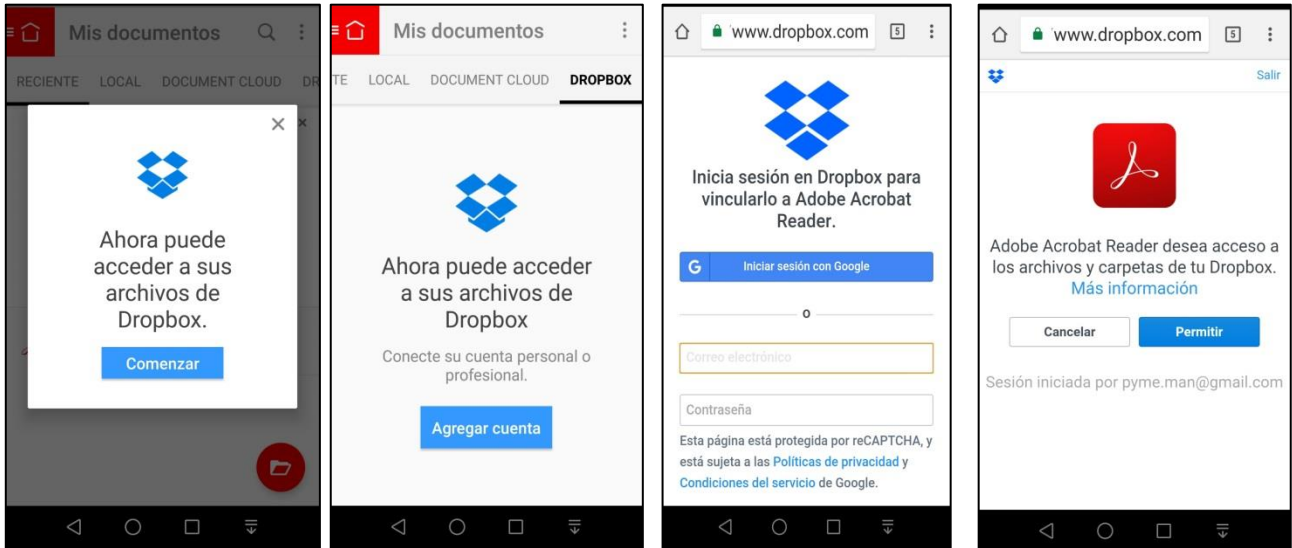 Mis documentos
RECIENTE LOCAL DOCUMENT CLOUD DR
Ahora puede
acceder a sus
archivos de
Dropbox.
Comenzar
Mis documentos
TE LOCAL DOCUMENT CLOUD DROPBOX
Ahora puede acceder
a sus archivos de
Dropbox
Conecte su cuenta personal o
profesional.
Agregar cuenta
www.dropbox.com 5
Inicia sesión en Dropbox para
vincularlo a Adobe Acrobat
Reader.
G Iniciar sesión con Google
o
Correo electrónico
Contraseña
Esta página está protegida por reCAPTCHA, y
está sujeta a las Políticas de privacidad y
Condiciones del servicio de Google.
www.dropbox.com 5
Salir
Adobe Acrobat Reader desea acceso a
los archivos y carpetas de tu Dropbox.
Más información
Cancelar Permitir
Sesión iniciada por pyme.man@gmail.com